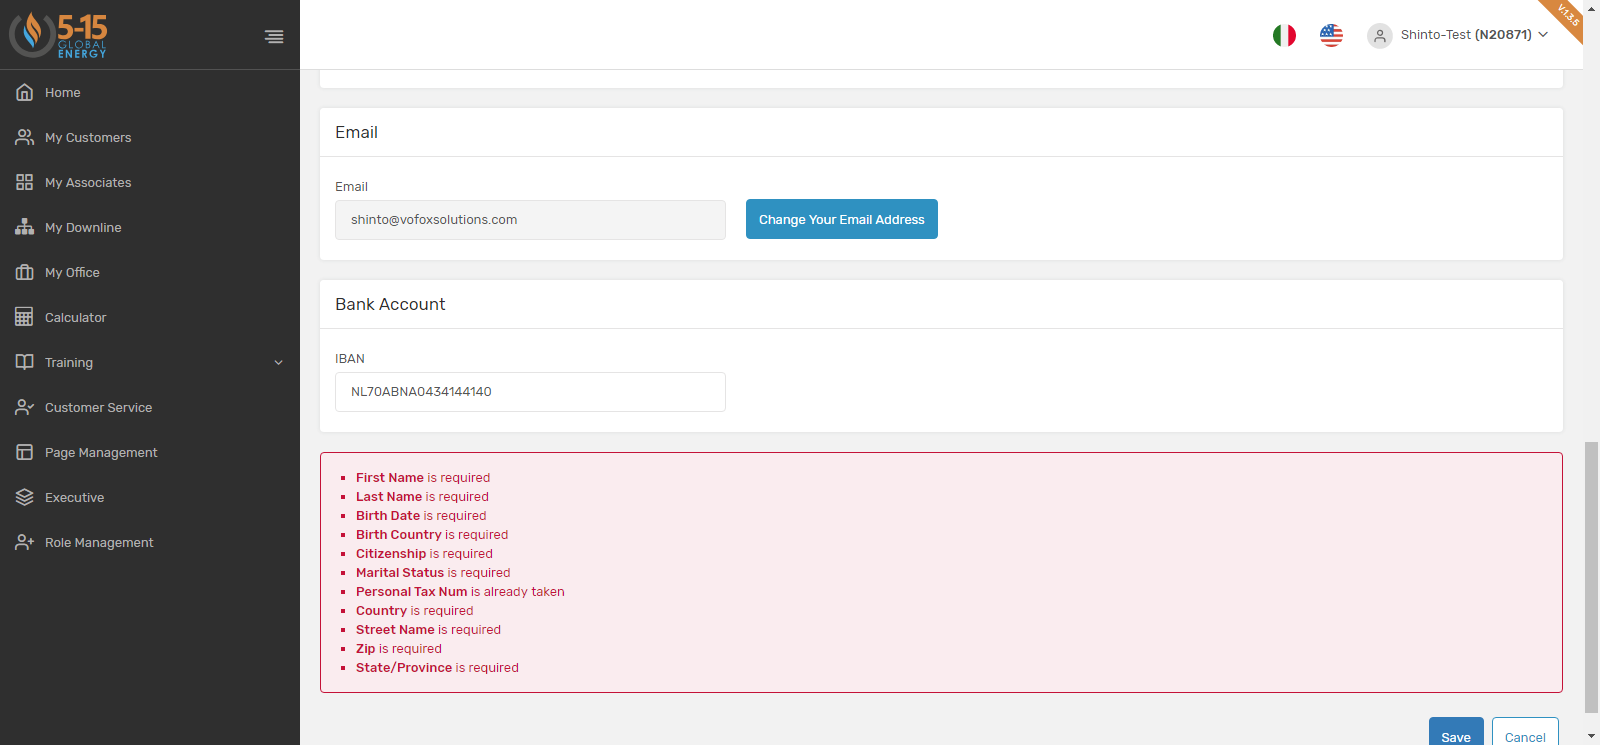 5-15
GLOBAL
ENERGY
Shinto-Test (N20871)
V.1.3.5
Home
My Customers
My Associates
My Downline
My Office
Calculator
Training
Customer Service
Page Management
Executive
Role Management
Email
Email
shinto@vofoxsolutions.com
Change Your Email Address
Bank Account
IBAN
NL70ABNA0434144140
First Name is required
Last Name is required
Birth Date is required
Birth Country is required
Citizenship is required
Marital Status is required
Personal Tax Num is already taken
Country is required
Street Name is required
Zip is required
State/Province is required
Save
Cancel